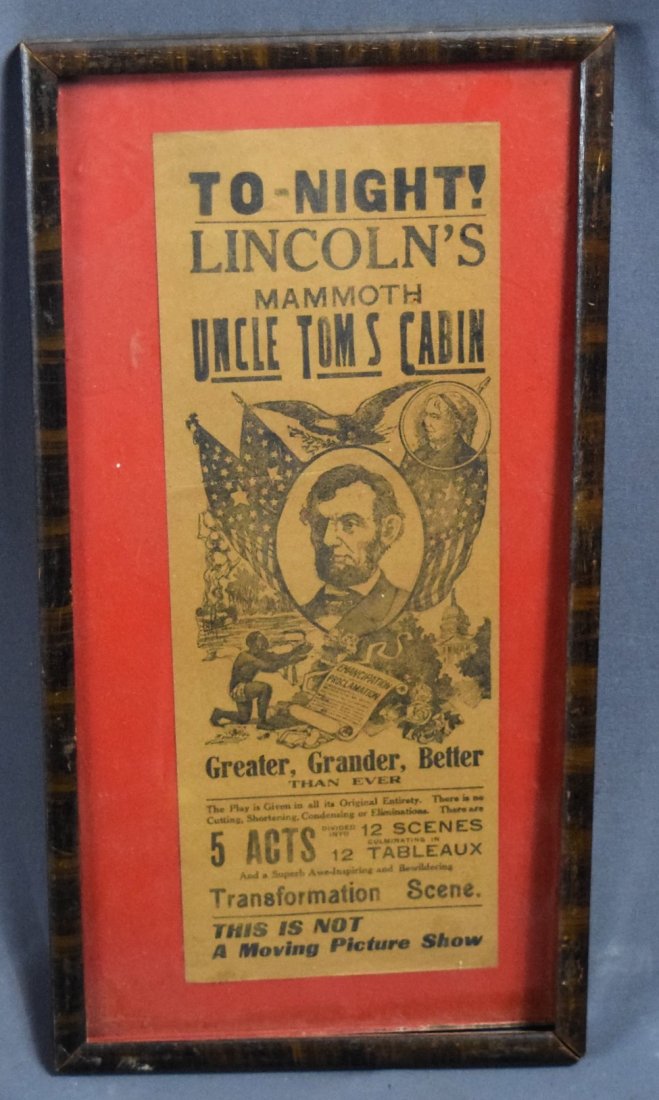 TO-NIGHT!
LINCOLN'S
MAMMOTH
UNCLE TOMS CABIN
EMANCIPATION
PROCLAMATION
Greater, Grander, Better
THAN EVER
The Play is Given in all its Original Entirety. There is no
Cutting, Shortening, Condensing or Eliminations. There are
5 ACTS DIVIDED INTO 12 SCENES
CULMINATING IN
12 TABLEAUX
And a Superb Awe-Inspiring and Bewildering
Transformation Scene.
THIS IS NOT
A Moving Picture Show